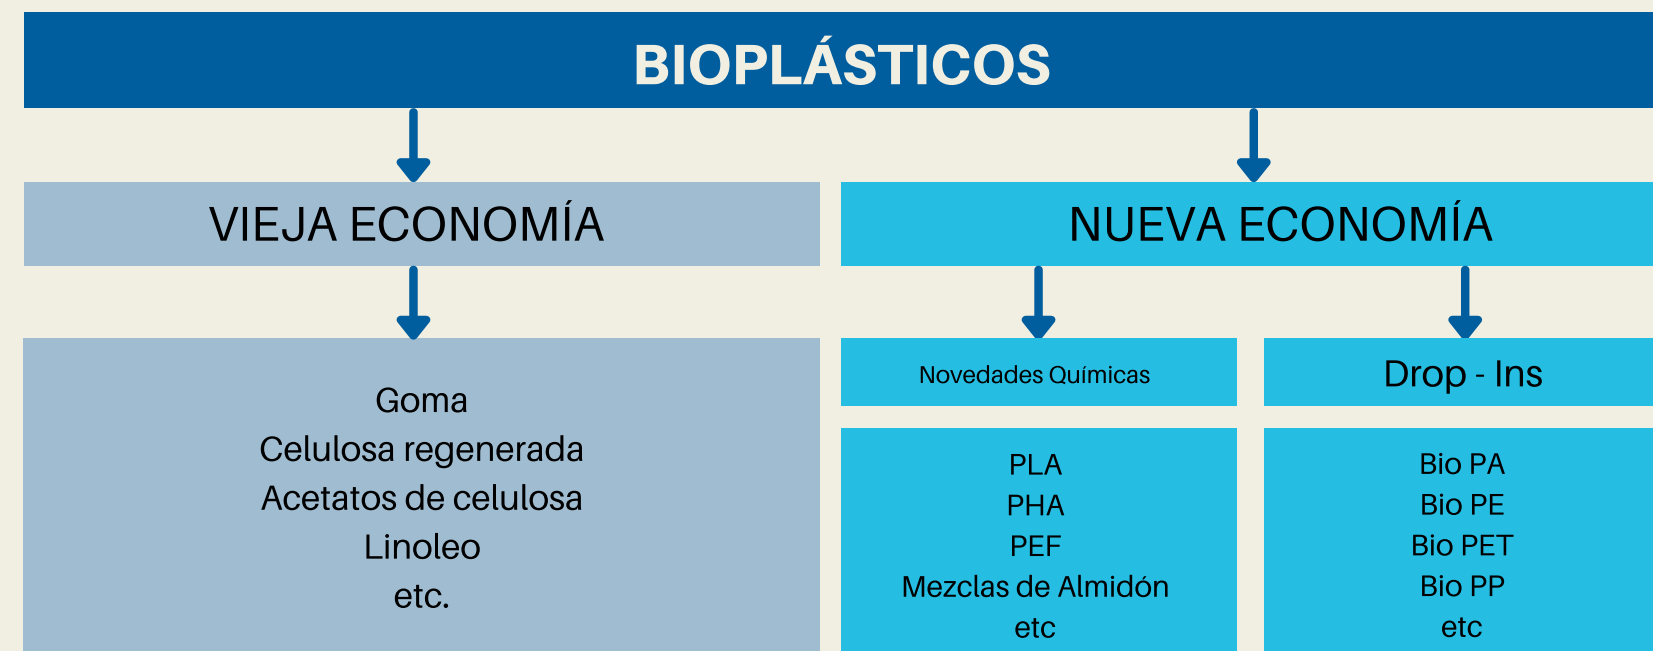 BIOPLÁSTICOS
VIEJA ECONOMÍA
NUEVA ECONOMÍA
Goma
Celulosa regenerada
Acetatos de celulosa
Linoleo
etc.
Novedades Químicas
PLA
PHA
PEF
Mezclas de Almidón
etc
Drop - Ins
Bio PA
Bio PE
Bio PET
Bio PP
etc